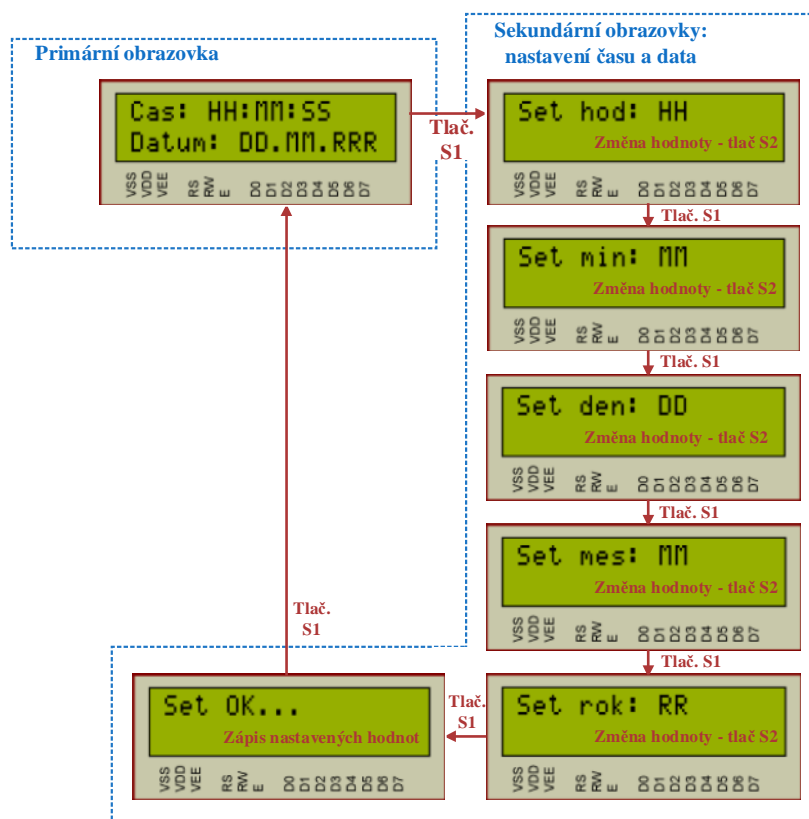 Primární obrazovka
Sekundární obrazovky:
nastavení času a data
Cas: HH:MM:SS
Datum: DD.MM.RRR
VSS VDD VEE RS RW E D0 D1 D2 D3 D4 D5 D6 D7
Tlač.
S1
Set hod: HH
Změna hodnoty - tlač S2
VSS VDD VEE RS RW E D0 D1 D2 D3 D4 D5 D6 D7
Tlač. S1
Set min: MM
Změna hodnoty - tlač S2
VSS VDD VEE RS RW E D0 D1 D2 D3 D4 D5 D6 D7
Tlač. S1
Set den: DD
Změna hodnoty - tlač S2
VSS VDD VEE RS RW E D0 D1 D2 D3 D4 D5 D6 D7
Tlač. S1
Set mes: MM
Změna hodnoty - tlač S2
VSS VDD VEE RS RW E D0 D1 D2 D3 D4 D5 D6 D7
Tlač. S1
Set rok: RR
Změna hodnoty - tlač S2
VSS VDD VEE RS RW E D0 D1 D2 D3 D4 D5 D6 D7
Tlač.
S1
Set OK...
Zápis nastavených hodnot
VSS VDD VEE RS RW E D0 D1 D2 D3 D4 D5 D6 D7
Tlač.
S1